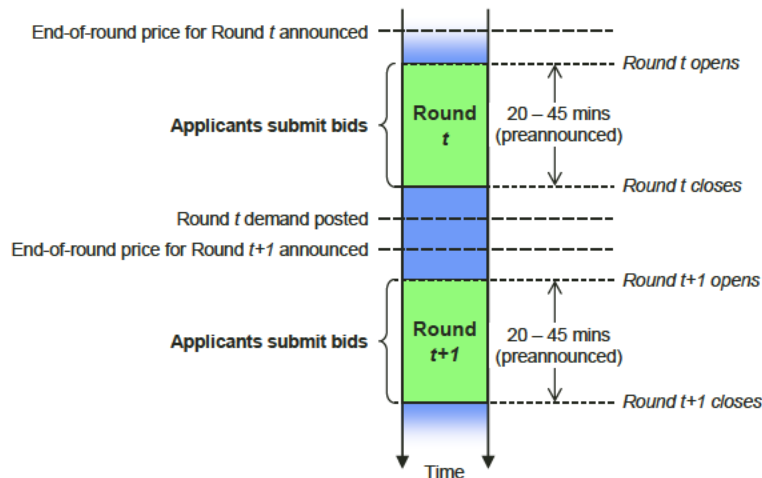 End-of-round price for Round t announced
Round t opens
Applicants submit bids
Round
t
20 – 45 mins
(preannounced)
Round t closes
Round t demand posted
End-of-round price for Round t+1 announced
Round t+1 opens
Applicants submit bids
Round
t+1
20 – 45 mins
(preannounced)
Round t+1 closes
Time